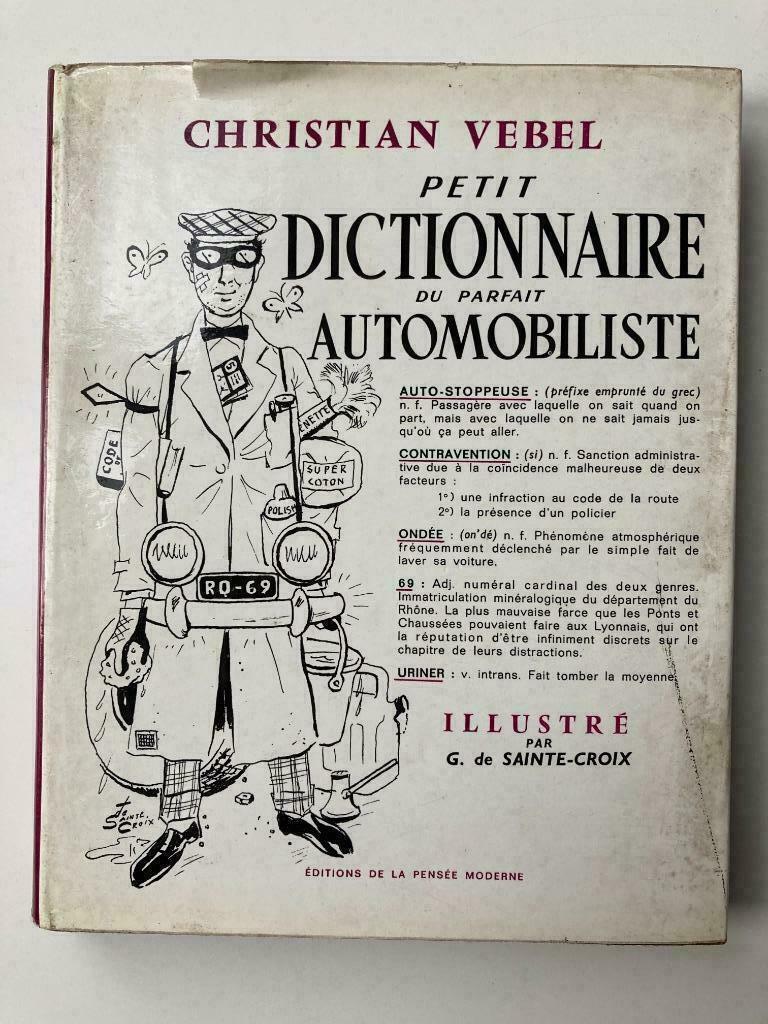 CHRISTIAN VEBEL
PETIT
DICTIONNAIRE
DU PARFAIT
AUTOMOBILISTE
AUTO-STOPPEUSE : (préfixe emprunté du grec)
n. f. Passagère avec laquelle on sait quand on
part, mais avec laquelle on ne sait jamais jus-
qu'où ça peut aller.
CONTRAVENTION : (si) n. f. Sanction administra-
tive due à la coïncidence malheureuse de deux
facteurs :
1º) une infraction au code de la route
2º) la présence d'un policier
ONDÉE : (on'dé) n. f. Phénomène atmosphérique
fréquemment déclenché par le simple fait de
laver sa voiture.
69 : Adj. numéral cardinal des deux genres.
Immatriculation minéralogique du département du
Rhône. La plus mauvaise farce que les Ponts et
Chaussées pouvaient faire aux Lyonnais, qui ont
la réputation d'être infiniment discrets sur le
chapitre de leurs distractions.
URINER : v. intrans. Fait tomber la moyenne.
ILLUSTRÉ
PAR
G. de SAINTE-CROIX
CODE
ENETTE
SUPER
COTON
POLISH
RQ-69
de
SAINTE.
CROIX
ÉDITIONS DE LA PENSÉE MODERNE